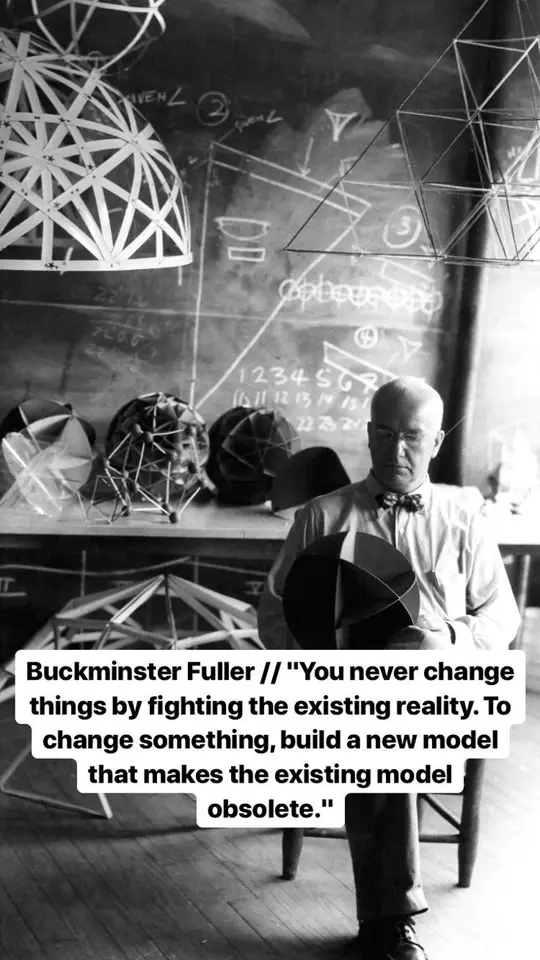 GIVEN ∠
2
GIVEN ∠
3
4
1 2 3 4 5 6 7
10 11 12 13 14 15
22 23 24
Buckminster Fuller // "You never change
things by fighting the existing reality. To
change something, build a new model
that makes the existing model
obsolete."